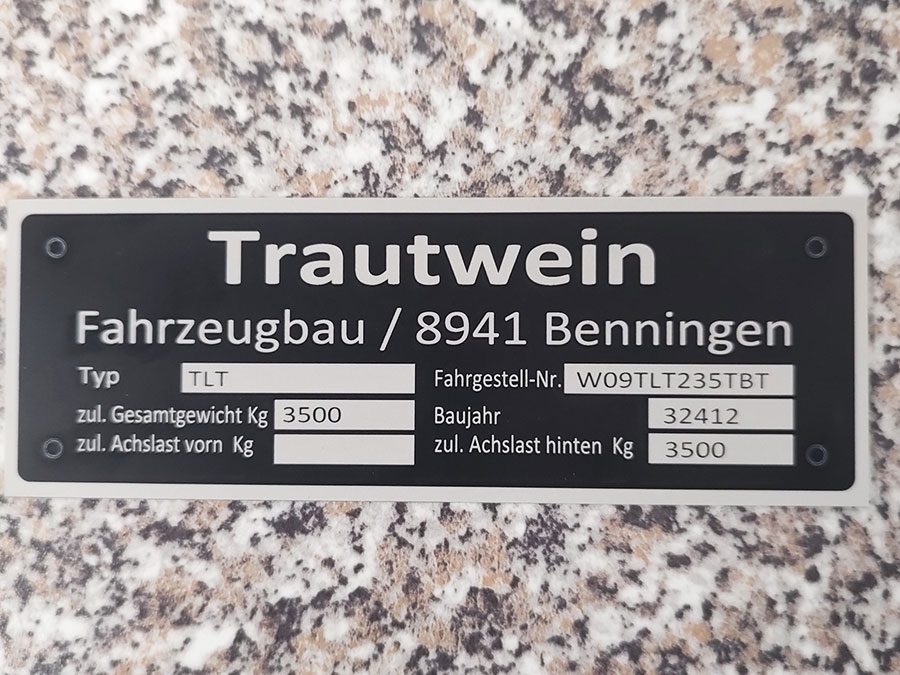 Trautwein
Fahrzeugbau / 8941 Benningen
Typ TLT Fahrgestell-Nr. W09TLT235TBT
zul. Gesamtgewicht Kg 3500 Baujahr 32412
zul. Achslast vorn Kg zul. Achslast hinten Kg 3500